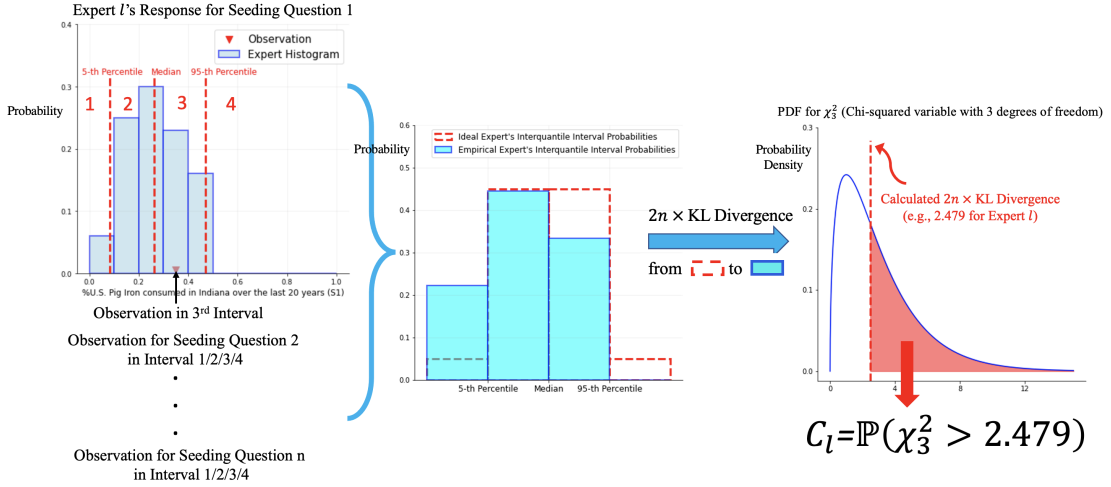 Expert l's Response for Seeding Question 1
0.4
0.3
0.2
0.1
0.0
Probability
Observation
Expert Histogram
5-th Percentile
Median
95-th Percentile
1
2
3
4
0.0
0.2
0.4
0.6
0.8
1.0
%U.S. Pig Iron consumed in Indiana over the last 20 years (S1)
Observation in 3rd Interval
Observation for Seeding Question 2
in Interval 1/2/3/4
Observation for Seeding Question n
in Interval 1/2/3/4
0.6
0.5
0.4
0.3
0.2
0.1
0.0
Probability
Ideal Expert's Interquantile Interval Probabilities
Empirical Expert's Interquantile Interval Probabilities
5-th Percentile
Median
95-th Percentile
2n × KL Divergence
from
to
PDF for χ²₃ (Chi-squared variable with 3 degrees of freedom)
0.3
0.2
0.1
0.0
Probability
Density
Calculated 2n × KL Divergence
(e.g., 2.479 for Expert l)
0
4
8
12
Cₗ=ℙ(χ²₃ > 2.479)